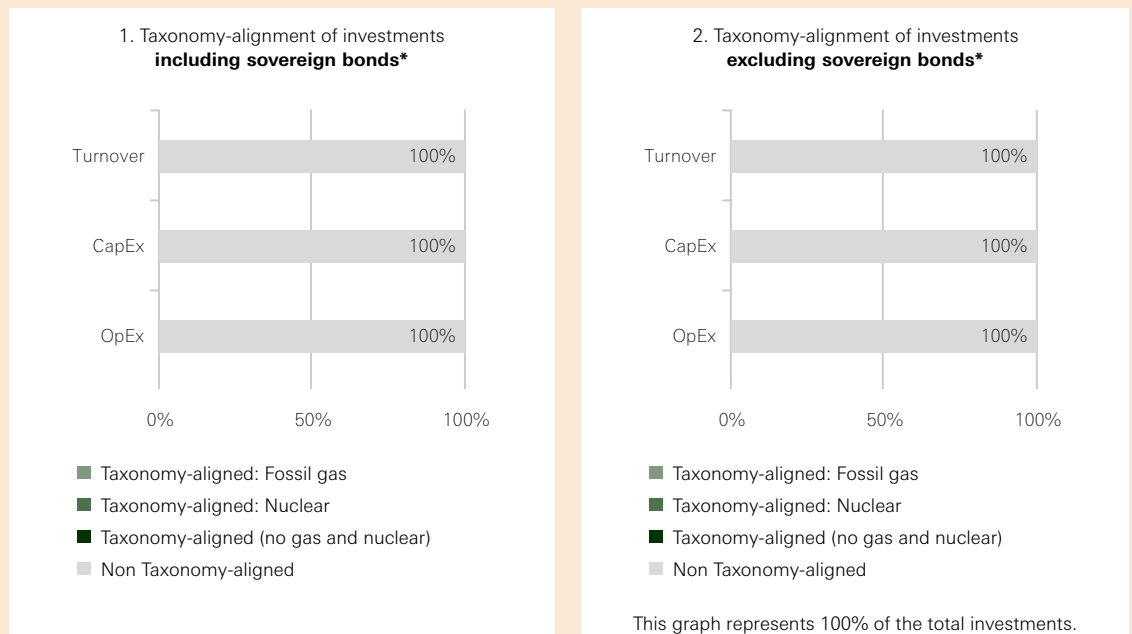 1. Taxonomy-alignment of investments
including sovereign bonds*
Turnover
100%
CapEx
100%
OpEx
100%
0%
50%
100%
Taxonomy-aligned: Fossil gas
Taxonomy-aligned: Nuclear
Taxonomy-aligned (no gas and nuclear)
Non Taxonomy-aligned
2. Taxonomy-alignment of investments
excluding sovereign bonds*
Turnover
100%
CapEx
100%
OpEx
100%
0%
50%
100%
Taxonomy-aligned: Fossil gas
Taxonomy-aligned: Nuclear
Taxonomy-aligned (no gas and nuclear)
Non Taxonomy-aligned
This graph represents 100% of the total investments.